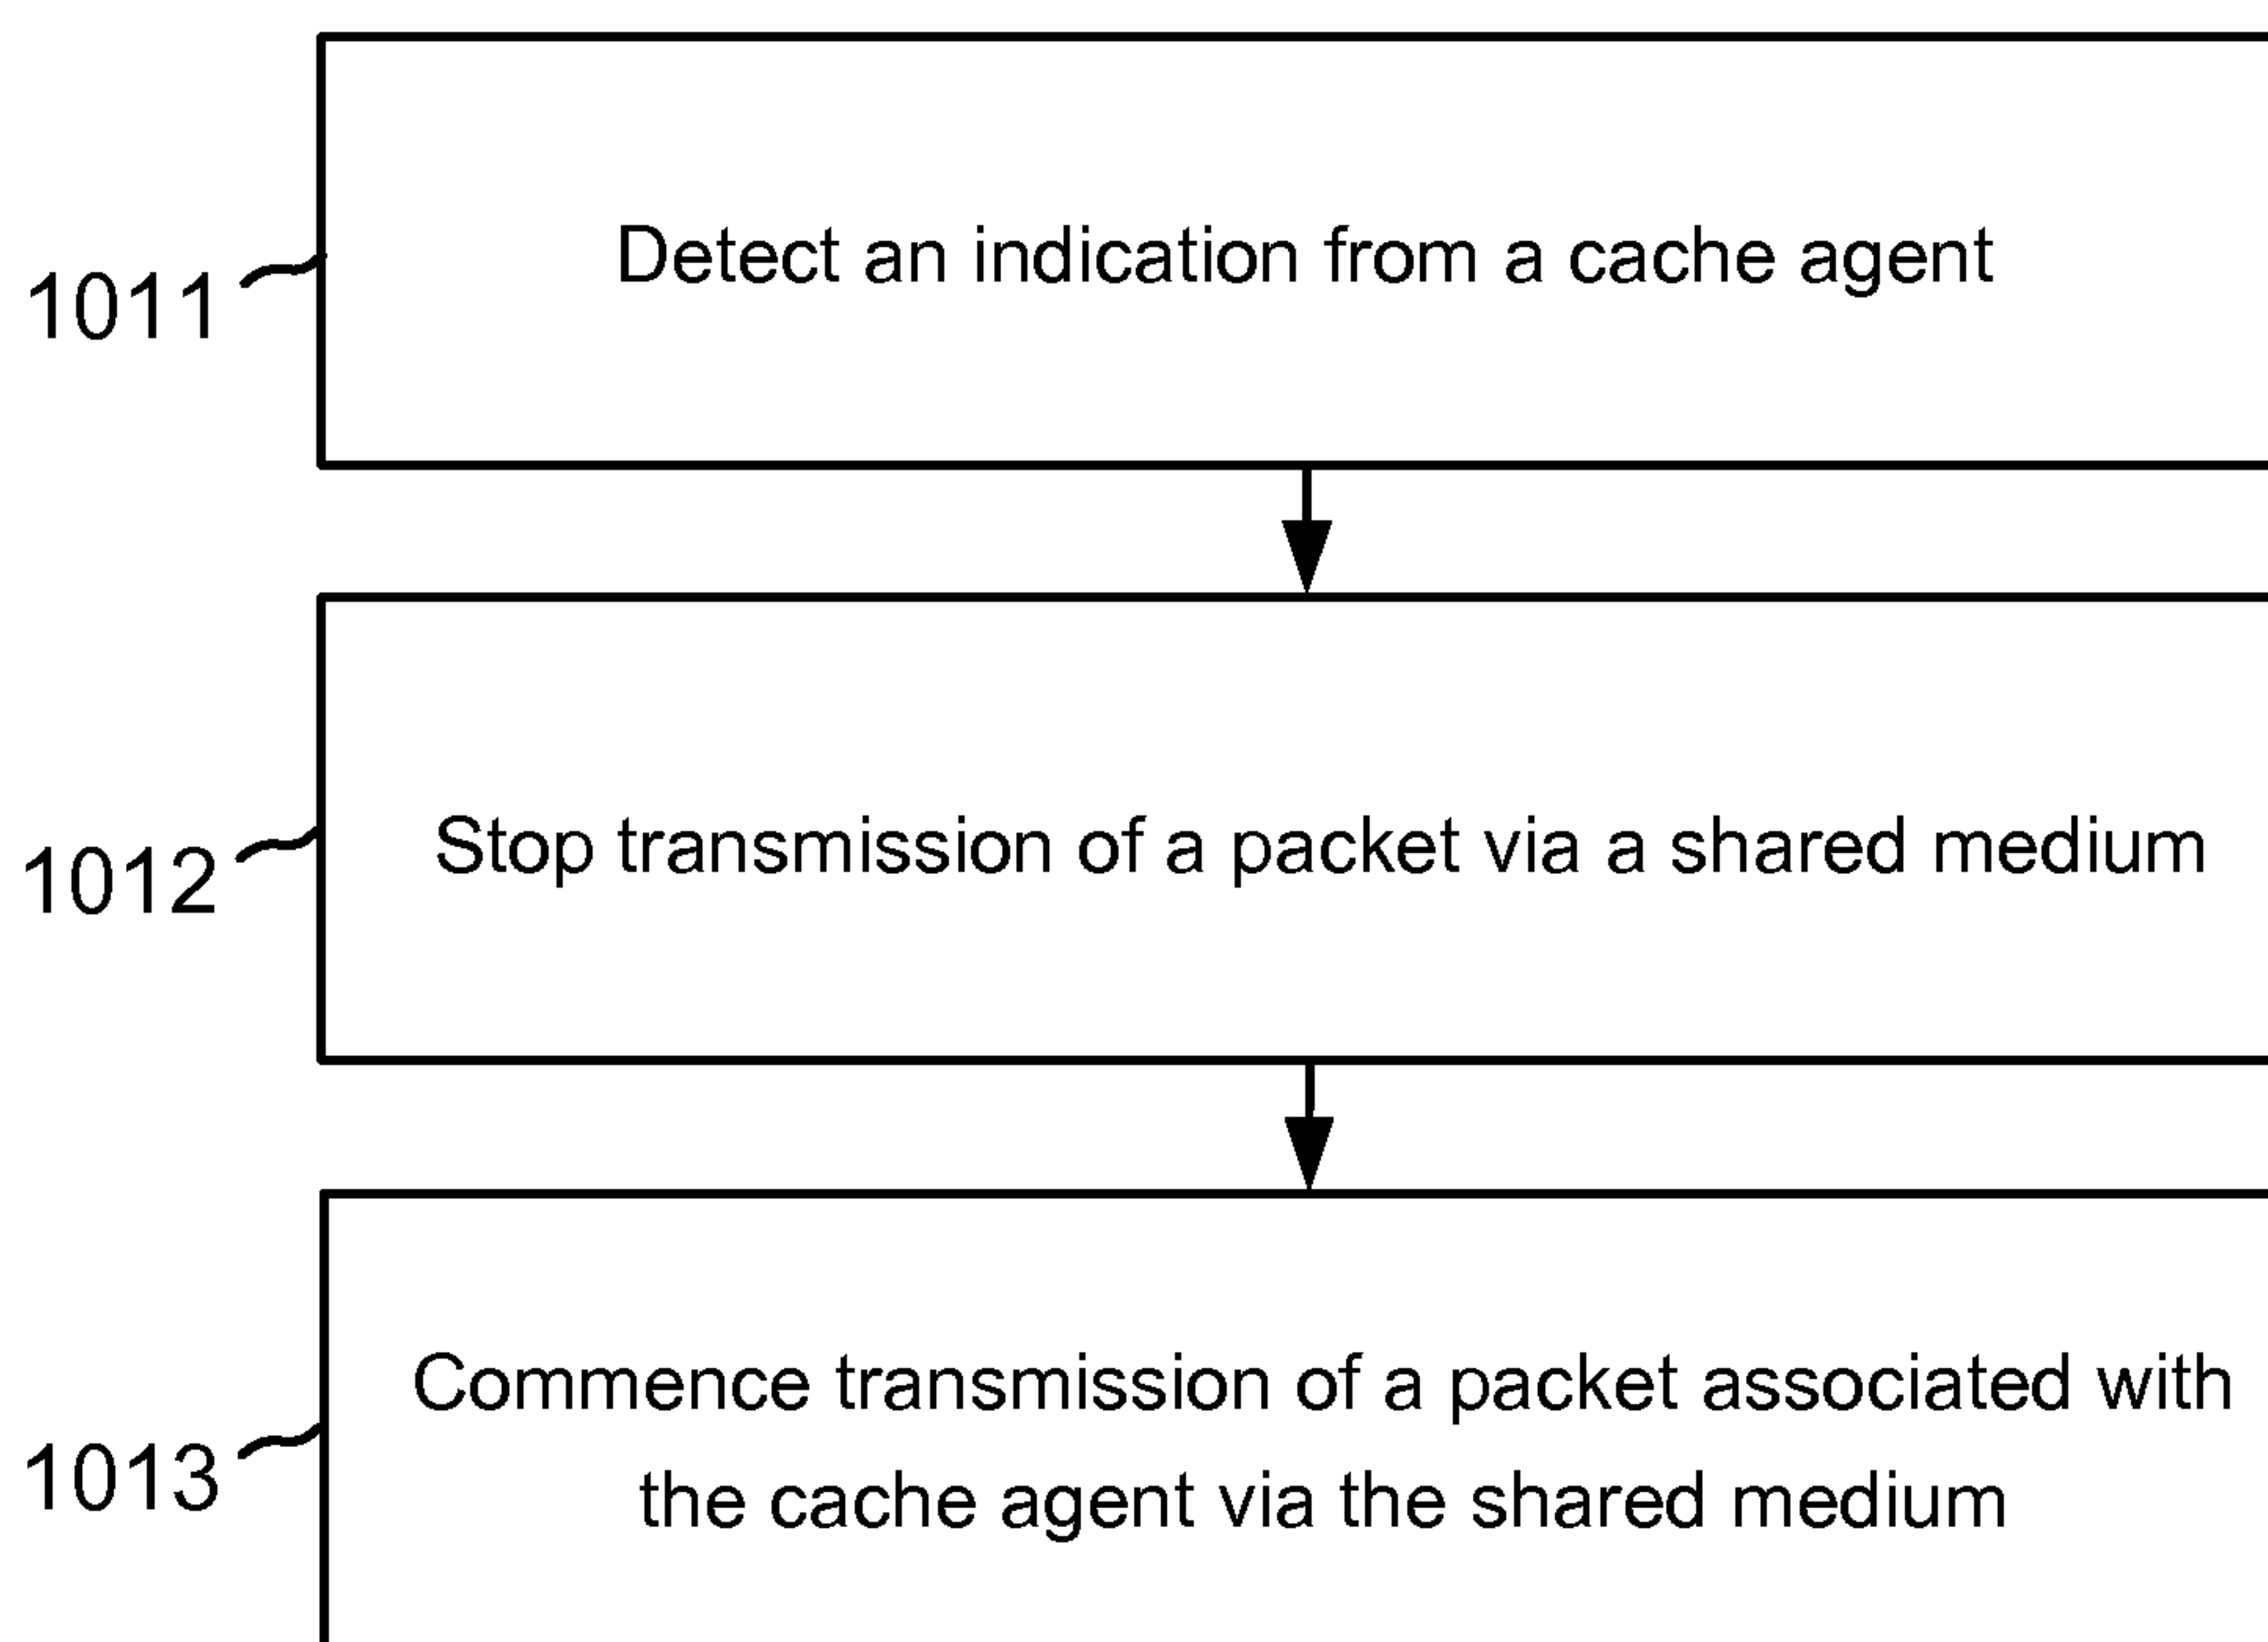 1011
Detect an indication from a cache agent
1012
Stop transmission of a packet via a shared medium
1013
Commence transmission of a packet associated with
the cache agent via the shared medium